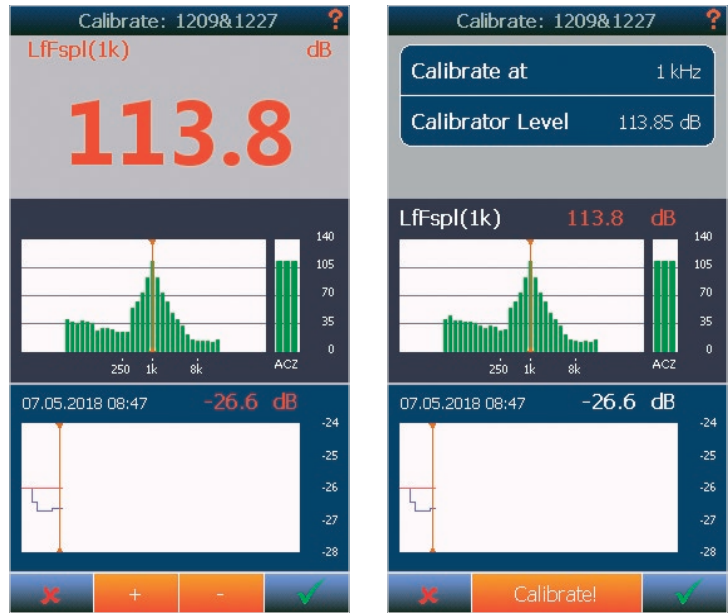 Calibrate: 1209&1227 ?
LfFspl(1k) dB
113.8
140
105
70
35
0
250 1k 8k ACZ
07.05.2018 08:47 -26.6 dB
-24
-25
-26
-27
-28
+ -
Calibrate: 1209&1227 ?
Calibrate at 1 kHz
Calibrator Level 113.85 dB
LfFspl(1k) 113.8 dB
140
105
70
35
0
250 1k 8k ACZ
07.05.2018 08:47 -26.6 dB
-24
-25
-26
-27
-28
Calibrate!